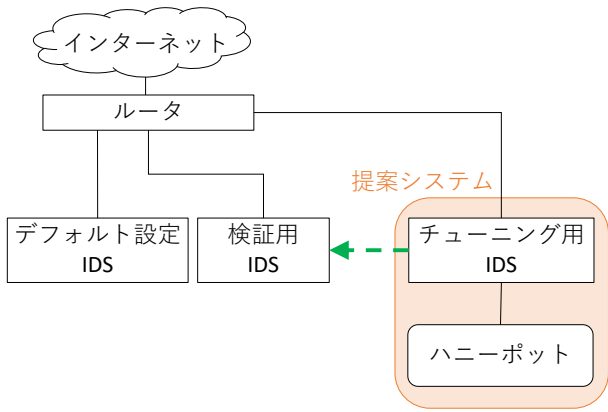 インターネット
ルータ
提案システム
デフォルト設定
IDS
検証用
IDS
チューニング用
IDS
ハニーポット